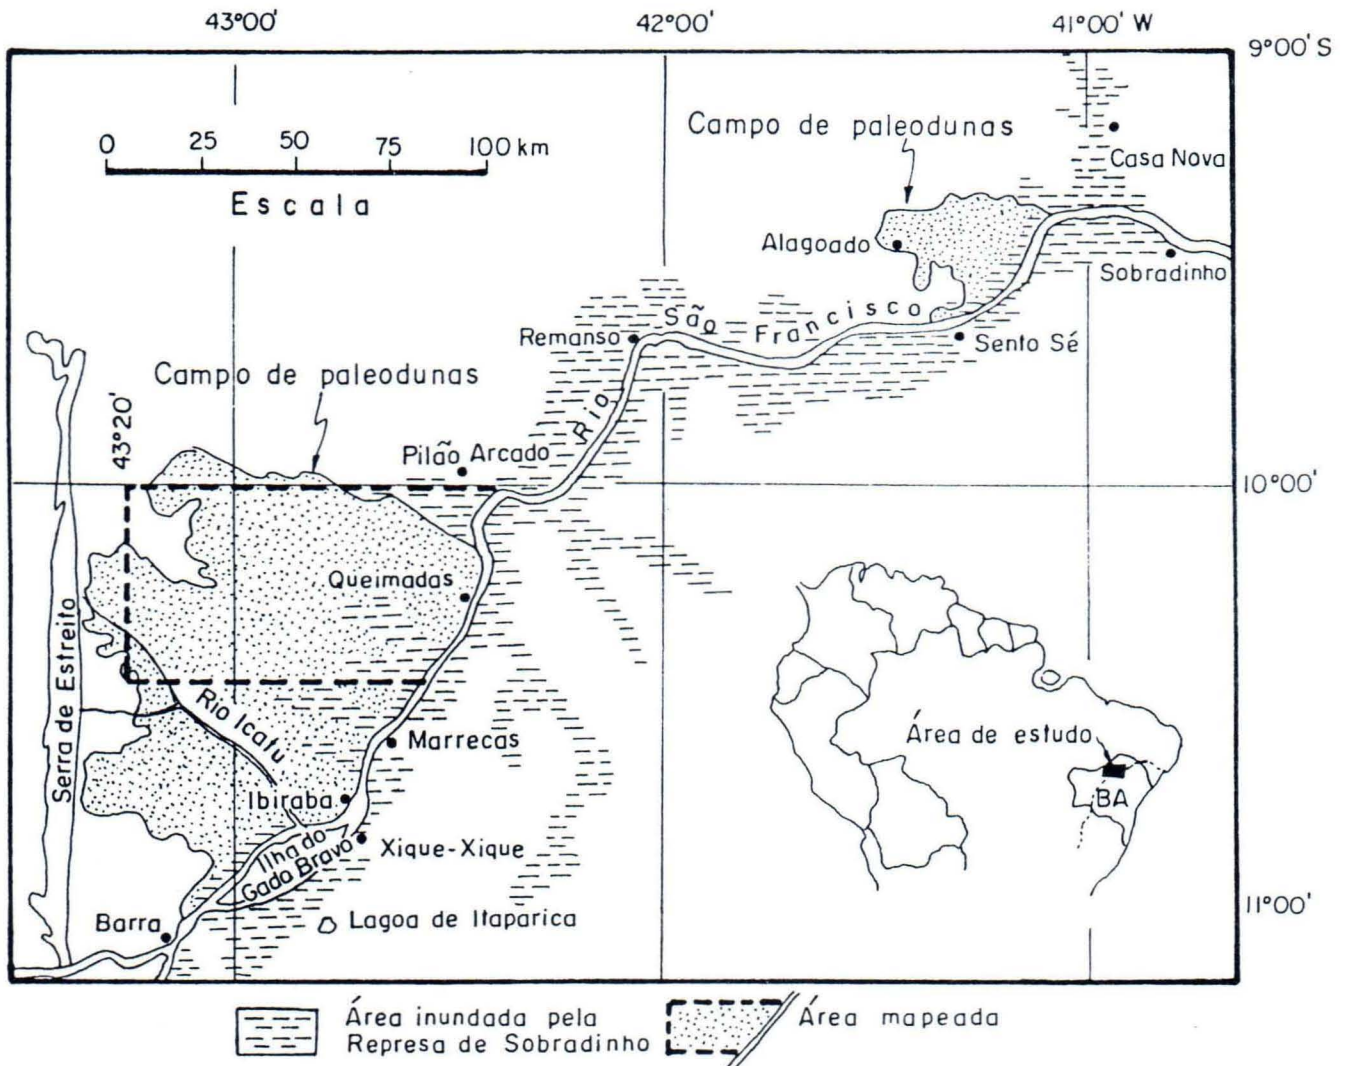 43°00'
42°00'
41°00' W
9°00' S
0 25 50 75 100 km
Escala
Campo de paleodunas
Casa Nova
Alagoado
Sobradinho
Rio São Francisco
Remanso
Sento Sé
Campo de paleodunas
43°20'
Pilão Arcado
10°00'
Queimadas
Serra de Estreito
Rio Icatu
Marrecas
Área de estudo
BA
Ibiraba
Ilha do
Gado Bravo
Xique-Xique
Barra
Lagoa de Itaparica
11°00'
Área inundada pela
Represa de Sobradinho
Área mapeada